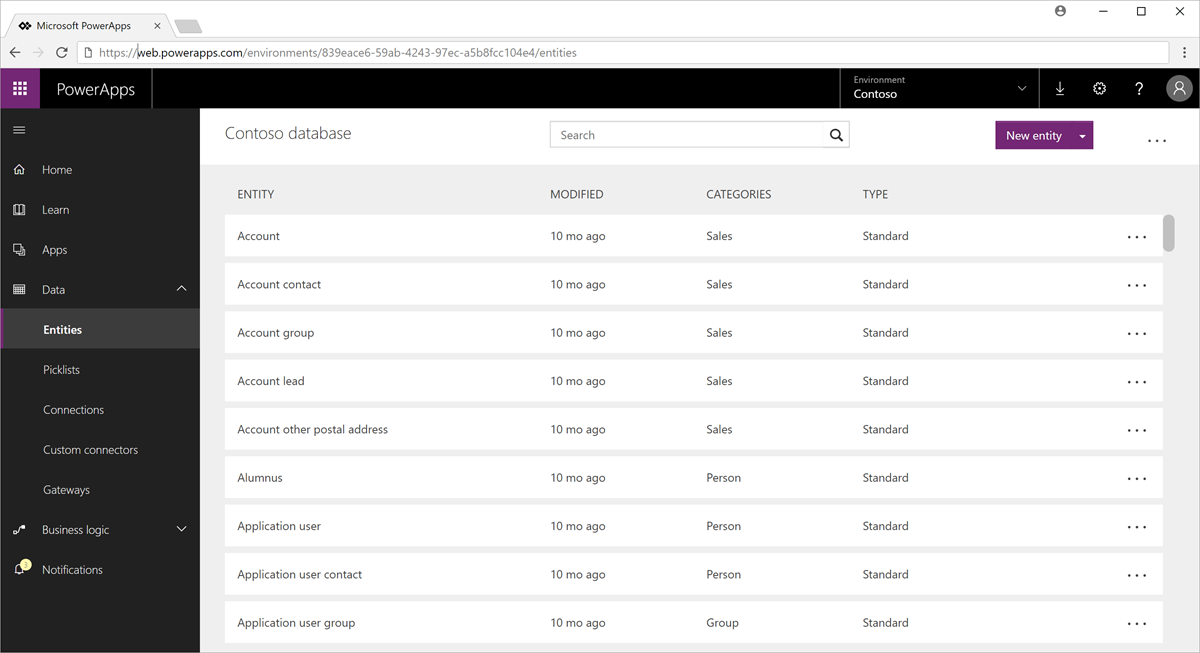 Microsoft PowerApps
https://web.powerapps.com/environments/839eace6-59ab-4243-97ec-a5b8fcc104e4/entities
PowerApps
Environment
Contoso
?
Home
Learn
Apps
Data
Entities
Picklists
Connections
Custom connectors
Gateways
Business logic
Notifications
Contoso database
Search
New entity
ENTITY MODIFIED CATEGORIES TYPE
Account 10 mo ago Sales Standard
Account contact 10 mo ago Sales Standard
Account group 10 mo ago Sales Standard
Account lead 10 mo ago Sales Standard
Account other postal address 10 mo ago Sales Standard
Alumnus 10 mo ago Person Standard
Application user 10 mo ago Person Standard
Application user contact 10 mo ago Person Standard
Application user group 10 mo ago Group Standard